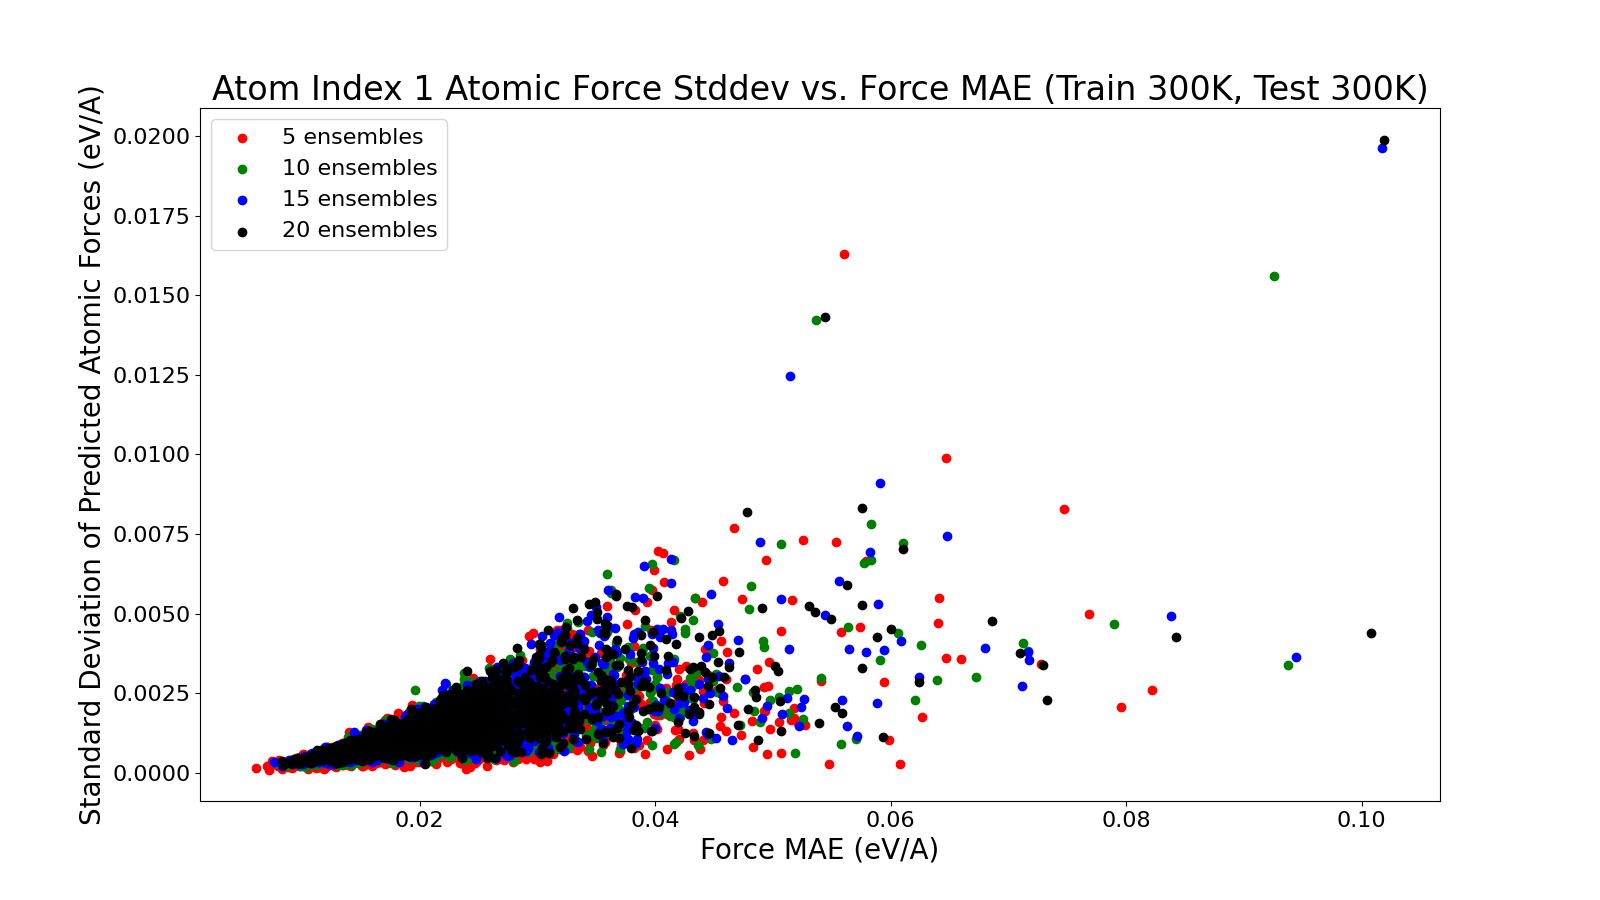 Atom Index 1 Atomic Force Stddev vs. Force MAE (Train 300K, Test 300K)
Standard Deviation of Predicted Atomic Forces (eV/A)
0.0200
0.0175
0.0150
0.0125
0.0100
0.0075
0.0050
0.0025
0.0000
5 ensembles
10 ensembles
15 ensembles
20 ensembles
0.02 0.04 0.06 0.08 0.10
Force MAE (eV/A)